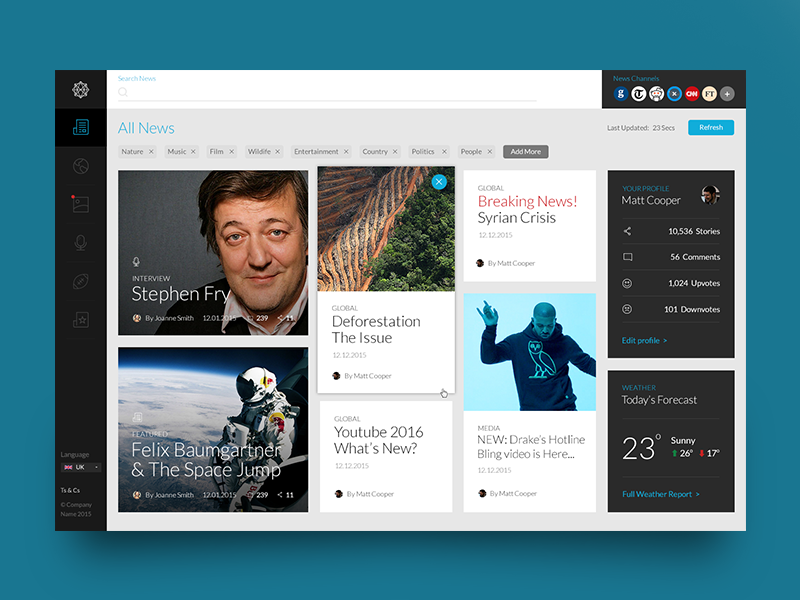 Search News
News Channels
g T X CNN FT +
All News
Last Updated: 23 Secs
Refresh
Nature × Music × Film × Wildife × Entertainment × Country × Politics × People × Add More
INTERVIEW
Stephen Fry
By Joanne Smith 12.01.2015 239 11
FEATURED
Felix Baumgartner
& The Space Jump
By Joanne Smith 12.01.2015 239 11
GLOBAL
Deforestation
The Issue
12.12.2015
By Matt Cooper
GLOBAL
Youtube 2016
What's New?
12.12.2015
By Matt Cooper
GLOBAL
Breaking News!
Syrian Crisis
12.12.2015
By Matt Cooper
MEDIA
NEW: Drake's Hotline
Bling video is Here...
12.12.2015
By Matt Cooper
YOUR PROFILE
Matt Cooper
10,536 Stories
56 Comments
1,024 Upvotes
101 Downvotes
Edit profile >
WEATHER
Today's Forecast
23°
Sunny
26° 17°
Full Weather Report >
Language
UK
Ts & Cs
© Company
Name 2015